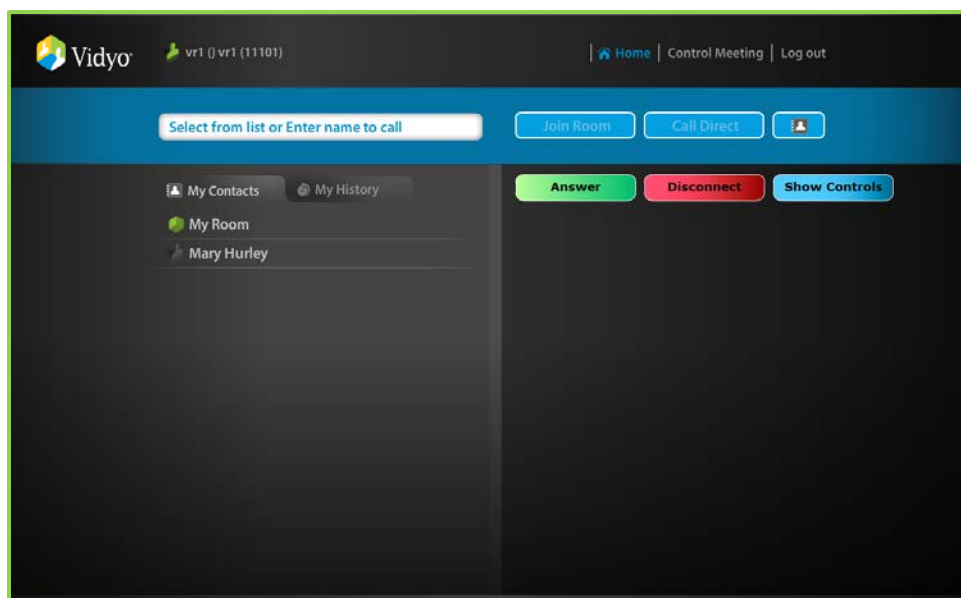 Vidyo vr1 () vr1 (11101) Home Control Meeting Log out
Select from list or Enter name to call Join Room Call Direct
My Contacts My History Answer Disconnect Show Controls
My Room
Mary Hurley